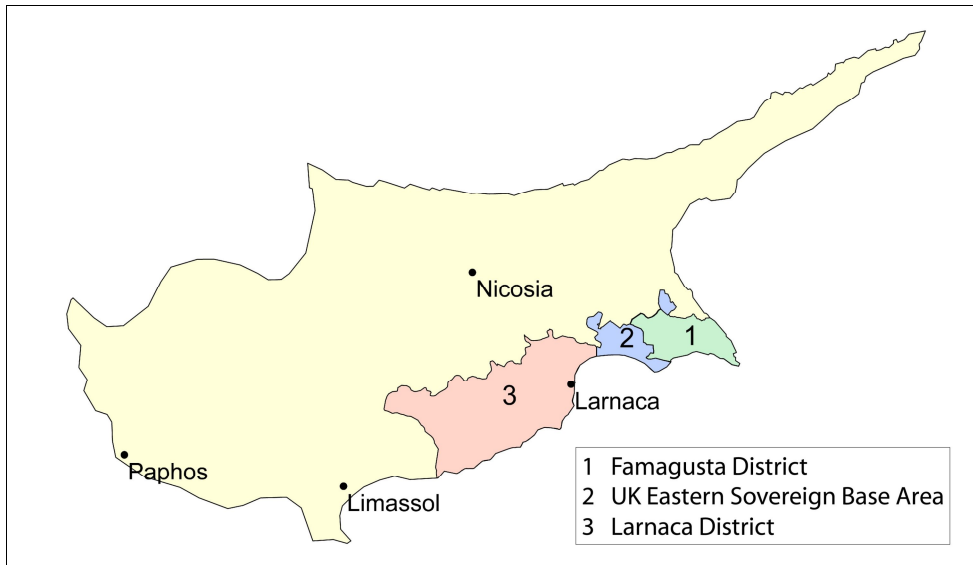 Nicosia
2
1
3
Larnaca
Paphos
Limassol
1 Famagusta District
2 UK Eastern Sovereign Base Area
3 Larnaca District